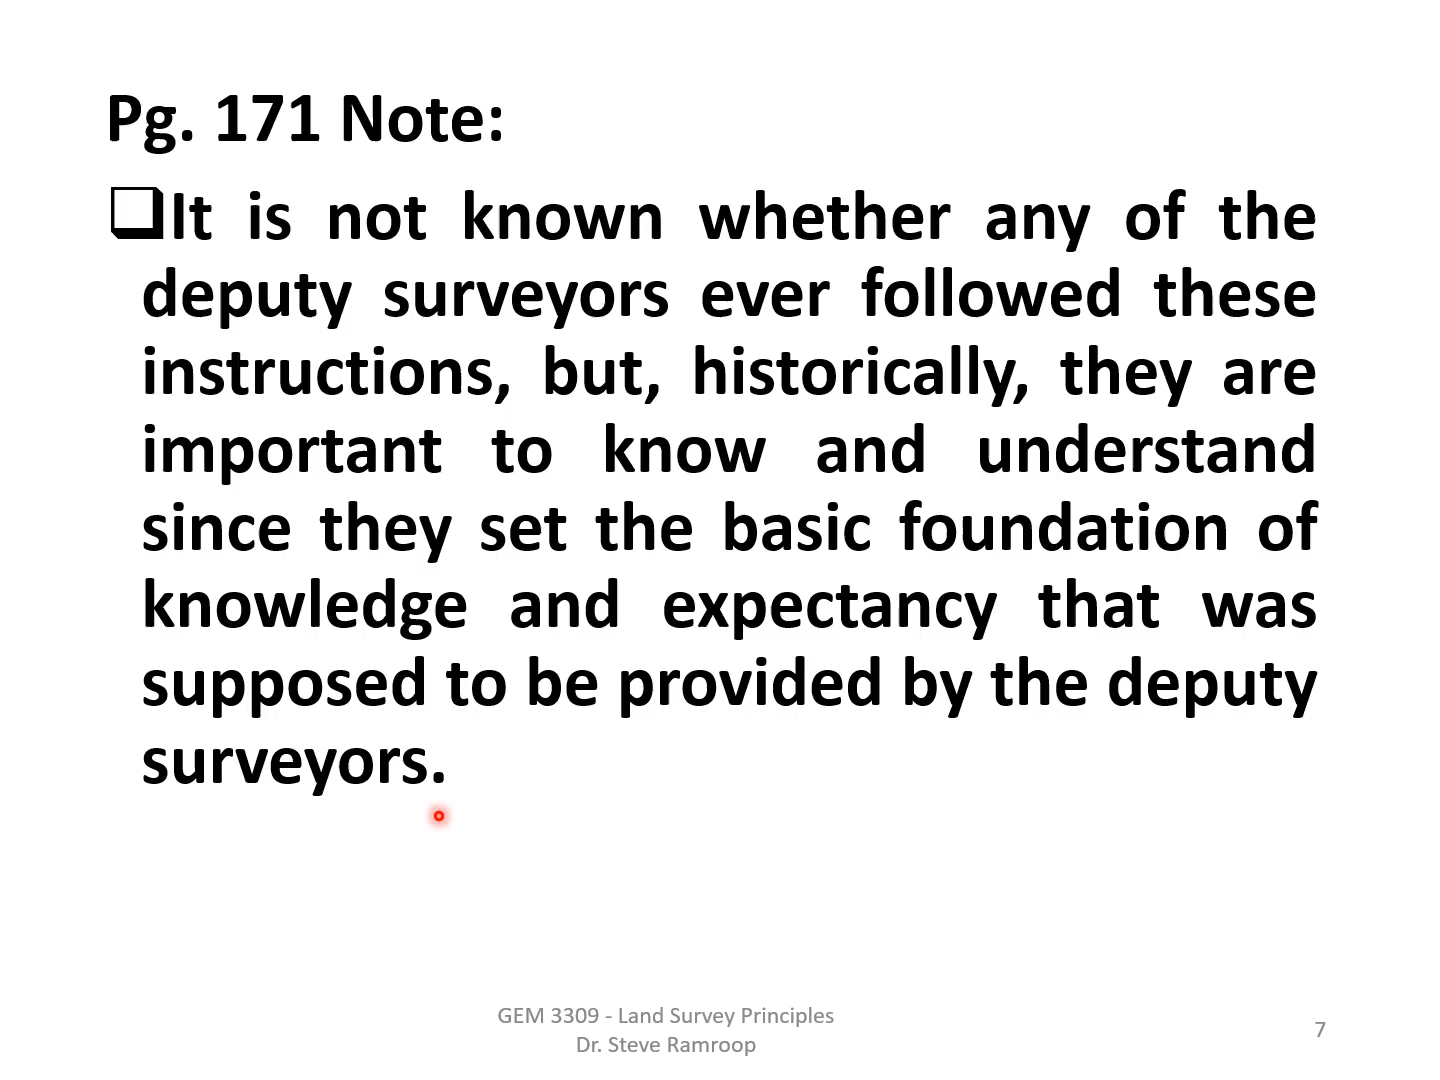 Pg. 171 Note:
It is not known whether any of the
deputy surveyors ever followed these
instructions, but, historically, they are
important to know and understand
since they set the basic foundation of
knowledge and expectancy that was
supposed to be provided by the deputy
surveyors.
GEM 3309 - Land Survey Principles
Dr. Steve Ramroop
7